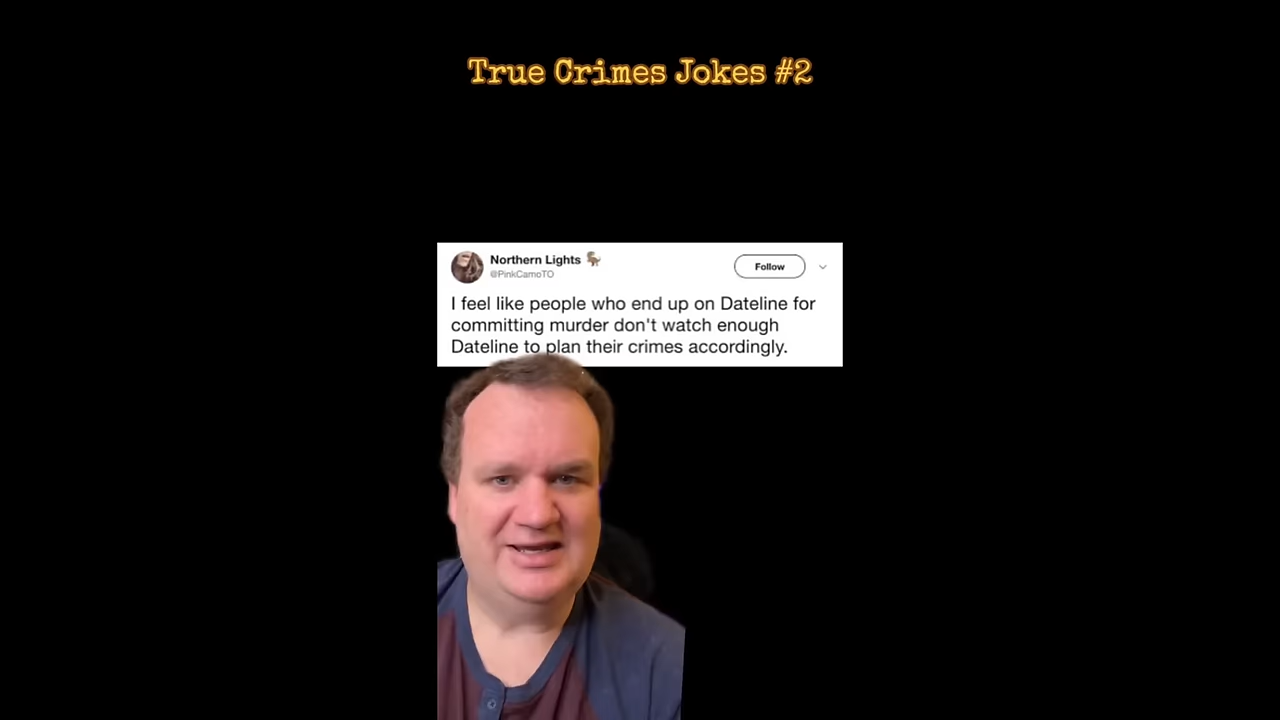 True Crimes Jokes #2
Northern Lights 🦖
@PinkCamoTO
Follow
I feel like people who end up on Dateline for
committing murder don't watch enough
Dateline to plan their crimes accordingly.